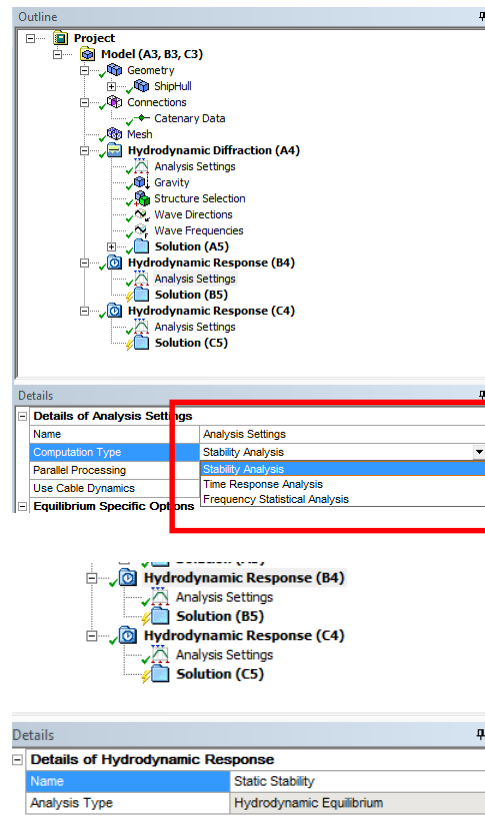 Outline
Project
Model (A3, B3, C3)
Geometry
ShipHull
Connections
Catenary Data
Mesh
Hydrodynamic Diffraction (A4)
Analysis Settings
Gravity
Structure Selection
Wave Directions
Wave Frequencies
Solution (A5)
Hydrodynamic Response (B4)
Analysis Settings
Solution (B5)
Hydrodynamic Response (C4)
Analysis Settings
Solution (C5)
Details
Details of Analysis Settings
Name Analysis Settings
Computation Type Stability Analysis
Parallel Processing Stability Analysis
Use Cable Dynamics Time Response Analysis
Equilibrium Specific Options Frequency Statistical Analysis
Hydrodynamic Response (B4)
Analysis Settings
Solution (B5)
Hydrodynamic Response (C4)
Analysis Settings
Solution (C5)
Details
Details of Hydrodynamic Response
Name Static Stability
Analysis Type Hydrodynamic Equilibrium